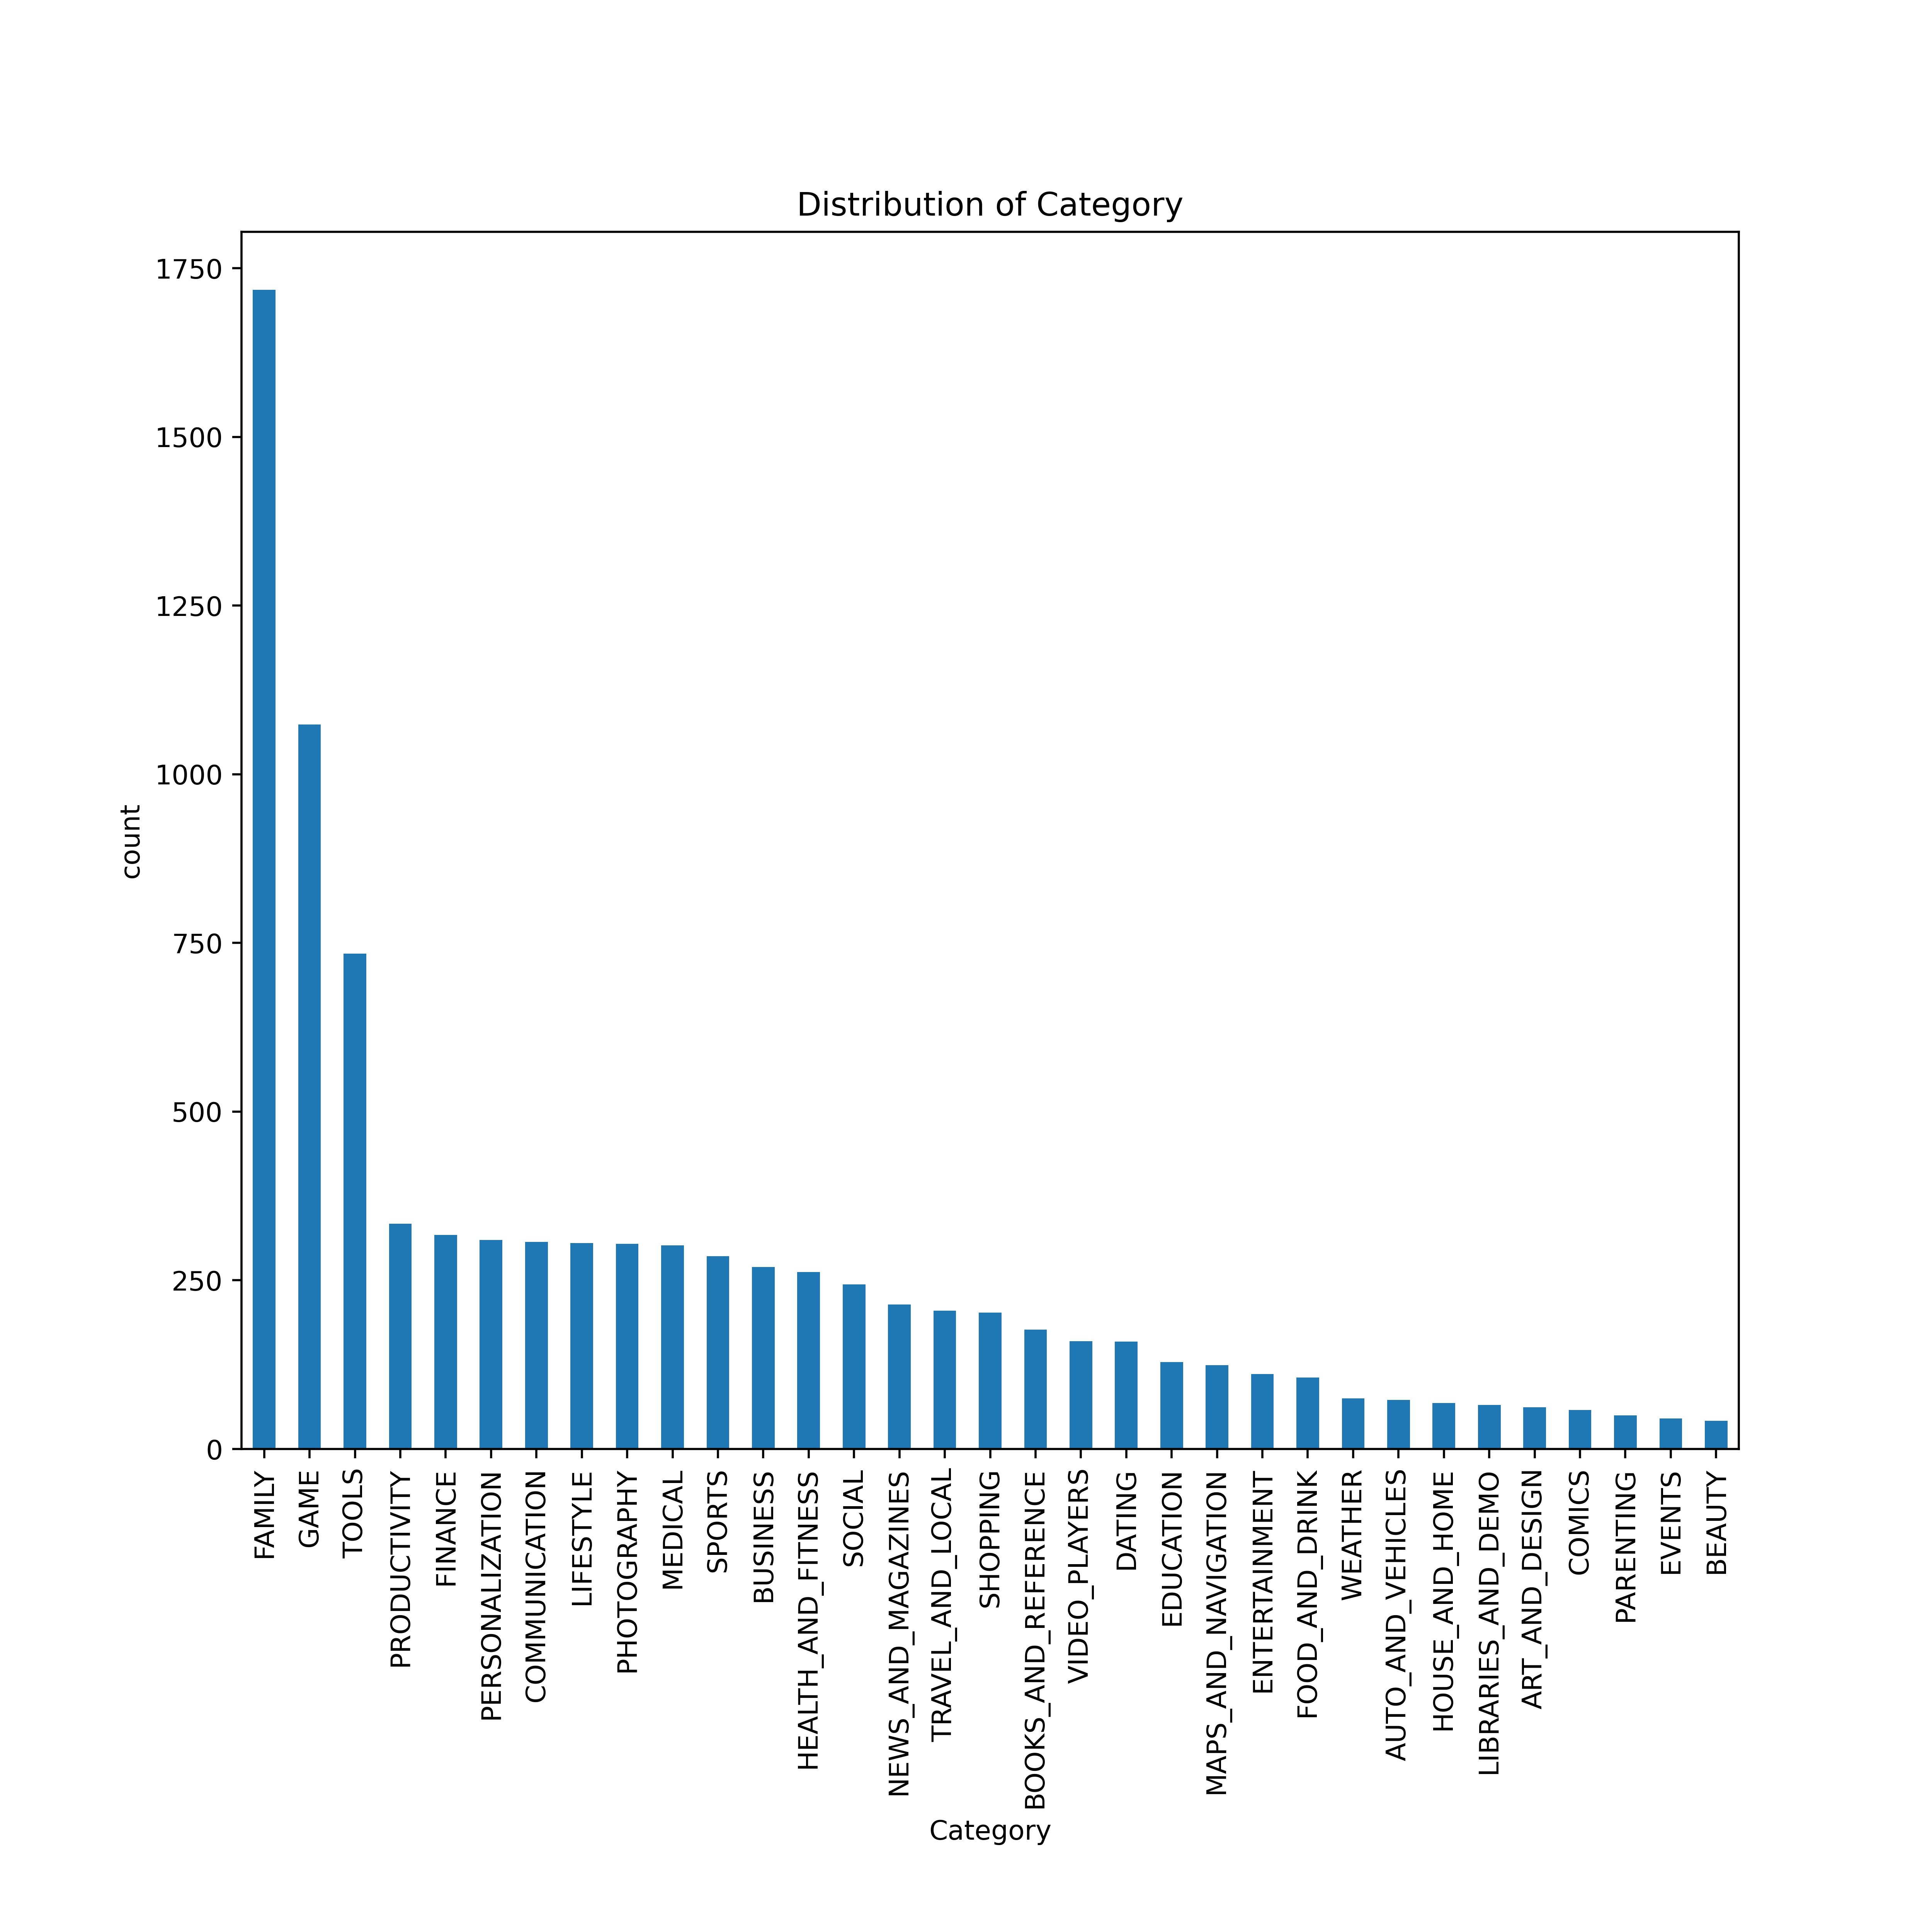 Distribution of Category
count
1750
1500
1250
1000
750
500
250
0
FAMILY
GAME
TOOLS
PRODUCTIVITY
FINANCE
PERSONALIZATION
COMMUNICATION
LIFESTYLE
PHOTOGRAPHY
MEDICAL
SPORTS
BUSINESS
HEALTH_AND_FITNESS
SOCIAL
NEWS_AND_MAGAZINES
TRAVEL_AND_LOCAL
SHOPPING
BOOKS_AND_REFERENCE
VIDEO_PLAYERS
DATING
EDUCATION
MAPS_AND_NAVIGATION
ENTERTAINMENT
FOOD_AND_DRINK
WEATHER
AUTO_AND_VEHICLES
HOUSE_AND_HOME
LIBRARIES_AND_DEMO
ART_AND_DESIGN
COMICS
PARENTING
EVENTS
BEAUTY
Category